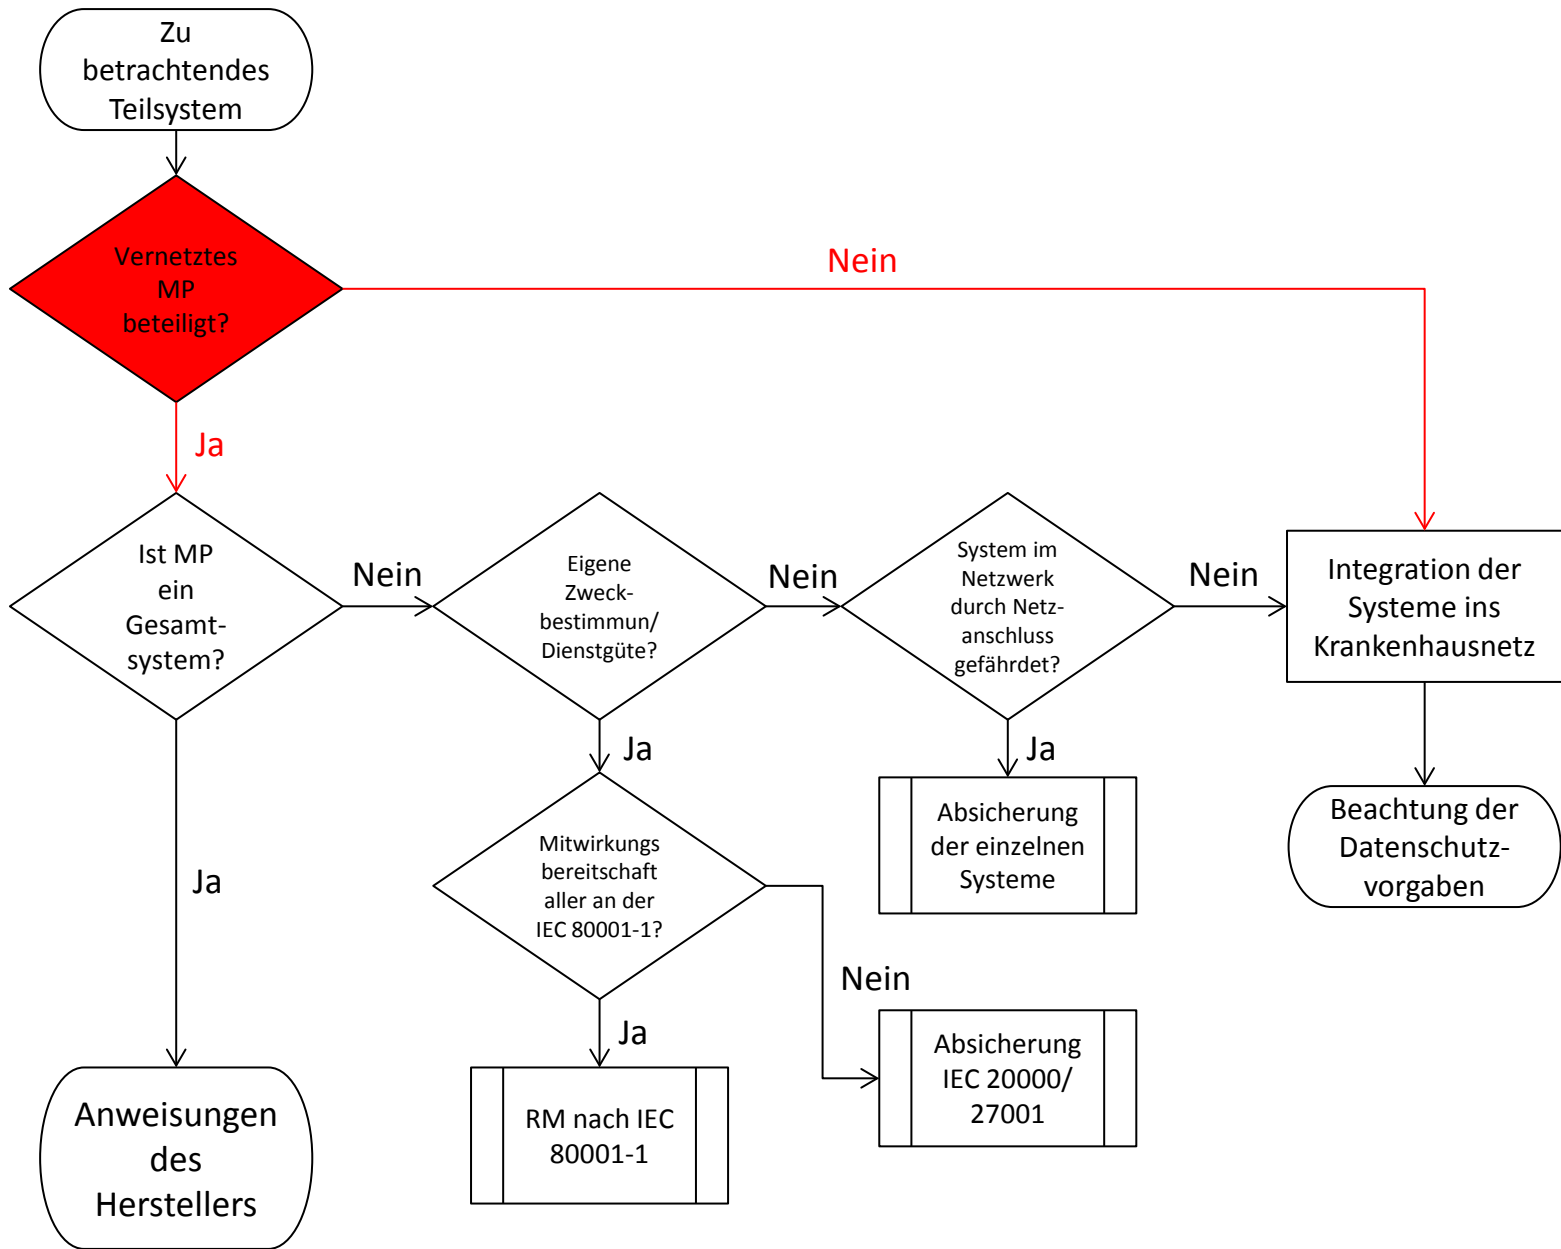 Zu
betrachtendes
Teilsystem
Vernetztes
MP
beteiligt?
Nein
Ja
Ist MP
ein
Gesamt-
system?
Nein
Eigene
Zweck-
bestimmun/
Dienstgüte?
Nein
System im
Netzwerk
durch Netz-
anschluss
gefährdet?
Nein
Integration der
Systeme ins
Krankenhausnetz
Ja
Ja
Ja
Mitwirkungs
bereitschaft
aller an der
IEC 80001-1?
Absicherung
der einzelnen
Systeme
Beachtung der
Datenschutz-
vorgaben
Nein
Ja
Absicherung
IEC 20000/
27001
RM nach IEC
80001-1
Anweisungen
des
Herstellers